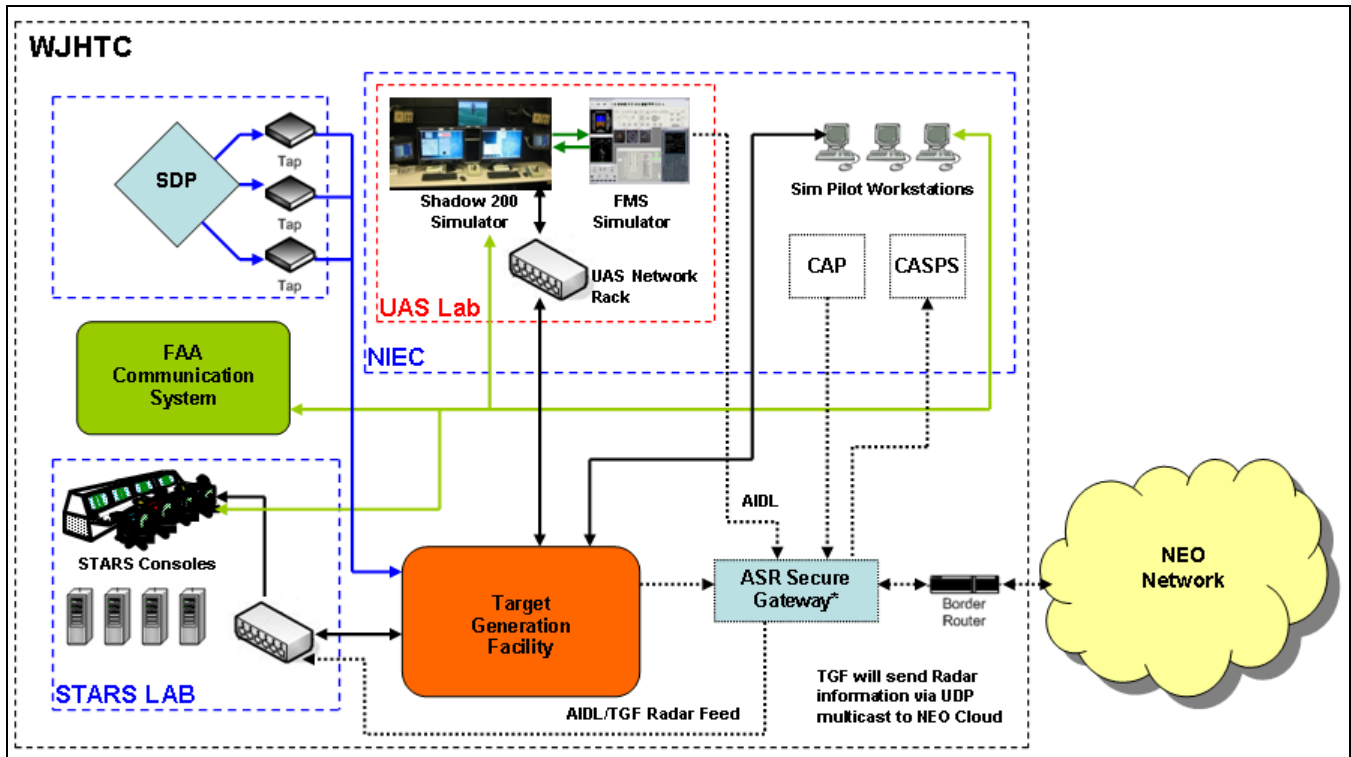 WJHTC
SDP
Tap
Tap
Tap
Shadow 200
Simulator
FMS
Simulator
UAS Network
Rack
UAS Lab
NIEC
Sim Pilot Workstations
CAP
CASPS
FAA
Communication
System
STARS Consoles
STARS LAB
Target
Generation
Facility
AIDL
ASR Secure
Gateway*
Border
Router
NEO
Network
AIDL/TGF Radar Feed
TGF will send Radar
information via UDP
multicast to NEO Cloud